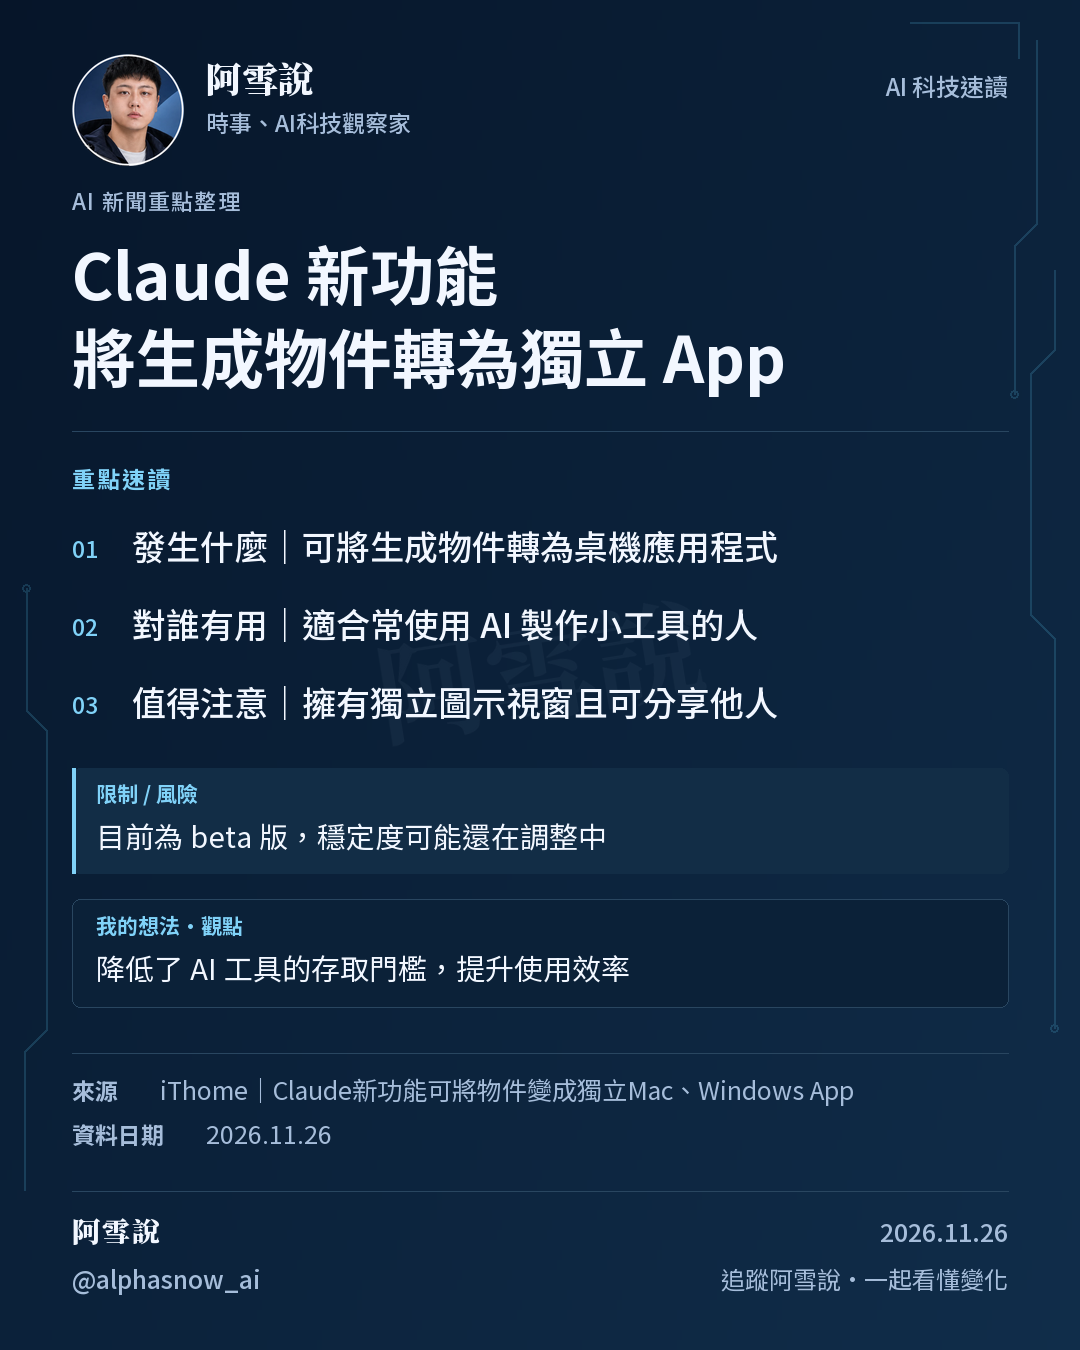 阿雪說
時事、AI科技觀察家
AI 科技速讀
AI 新聞重點整理
Claude 新功能
將生成物件轉為獨立 App
重點速讀
01 發生什麼｜可將生成物件轉為桌機應用程式
02 對誰有用｜適合常使用 AI 製作小工具的人
03 值得注意｜擁有獨立圖示視窗且可分享他人
阿雪說
限制 / 風險
目前為 beta 版，穩定度可能還在調整中
我的想法・觀點
降低了 AI 工具的存取門檻，提升使用效率
來源 iThome｜Claude新功能可將物件變成獨立Mac、Windows App
資料日期 2026.11.26
阿雪說
2026.11.26
@alphasnow_ai
追蹤阿雪說・一起看懂變化